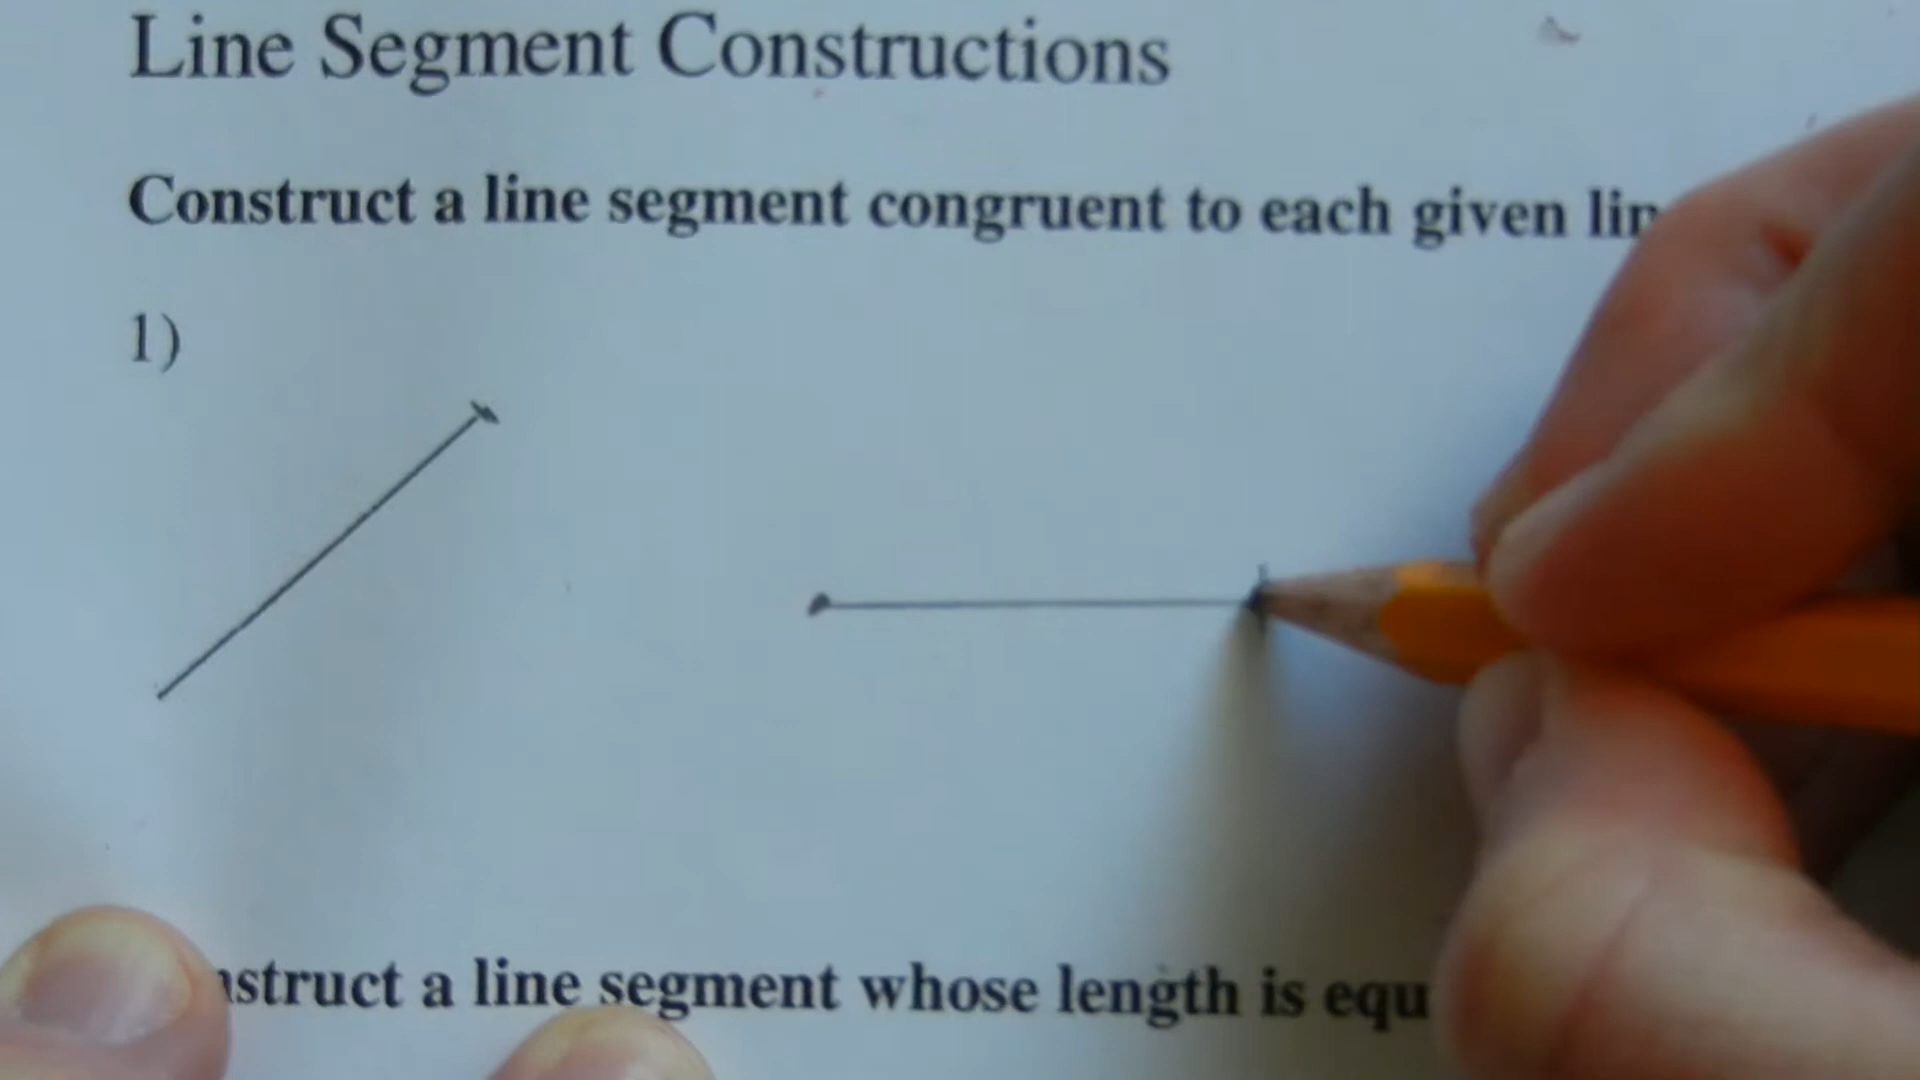 Line Segment Constructions
Construct a line segment congruent to each given
1)
a line segment whose length is